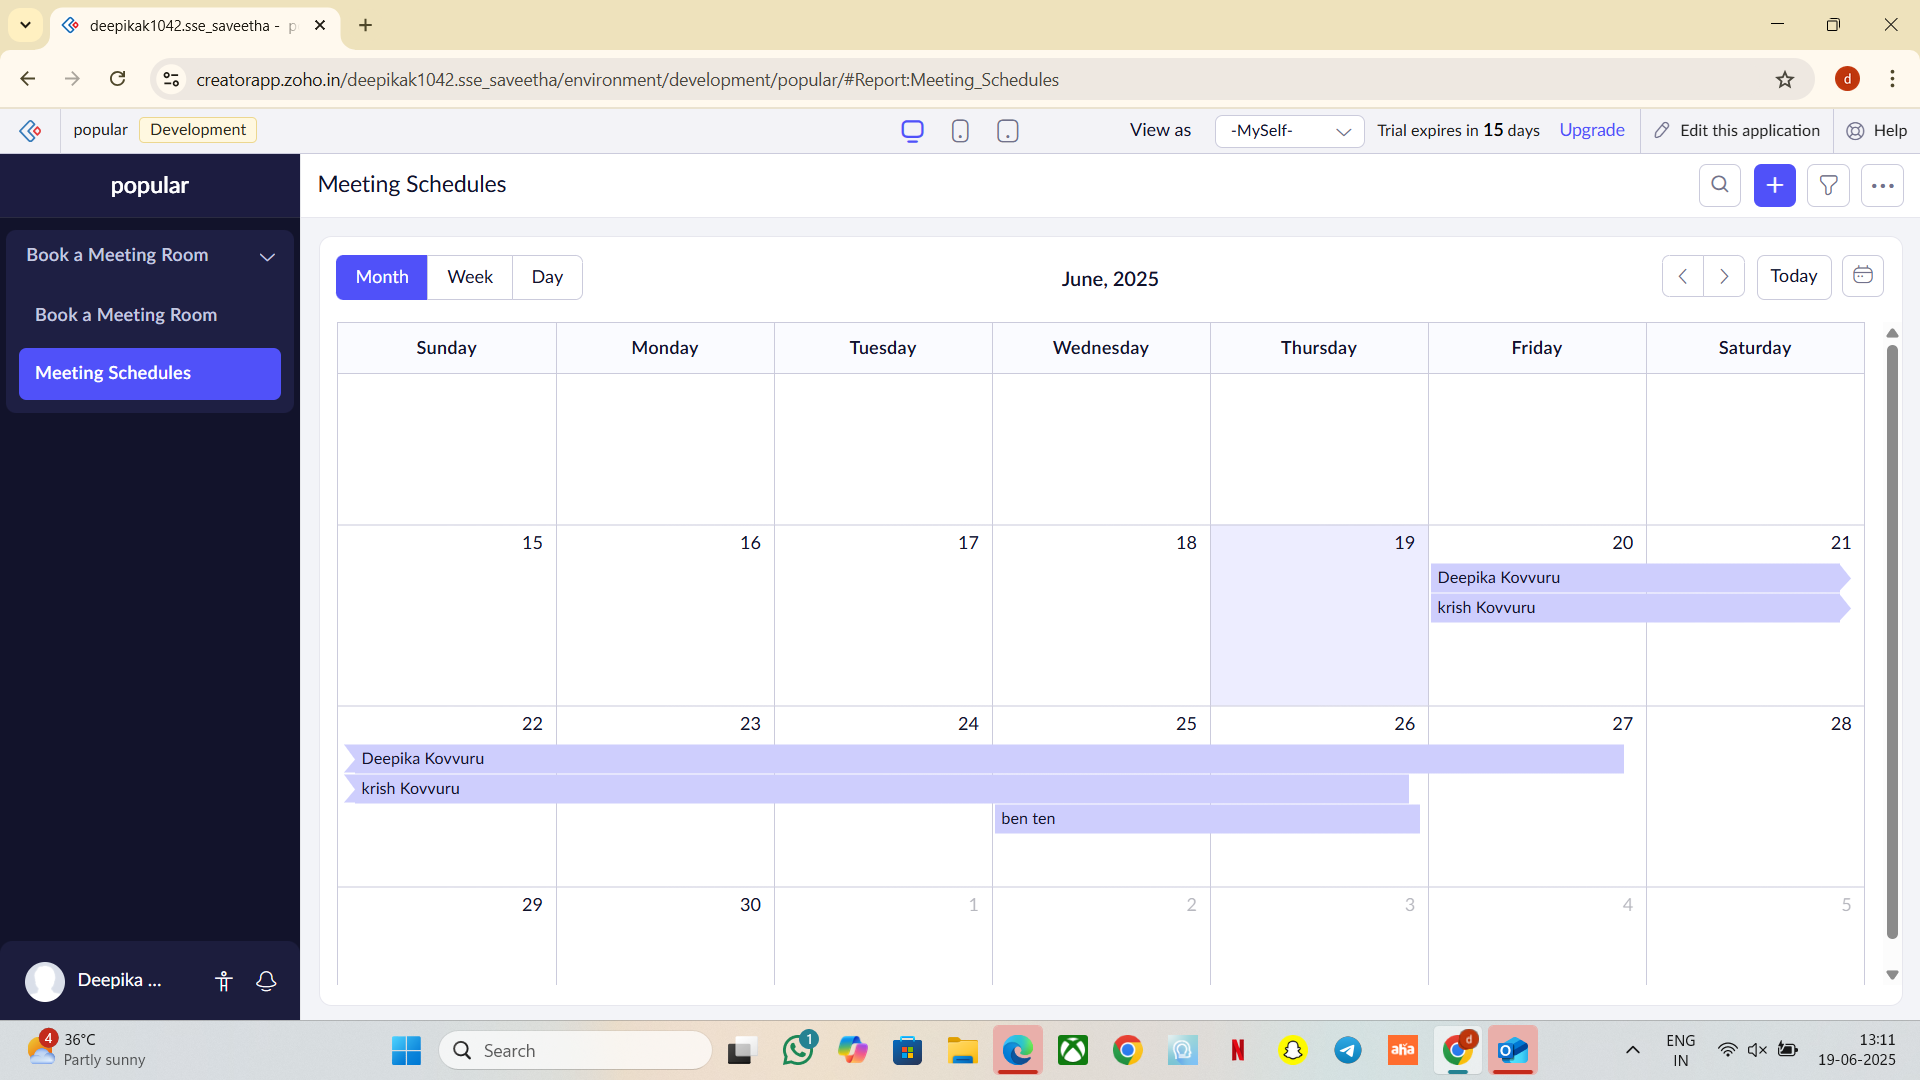 deepikak1042.sse_saveetha - p
creatorapp.zoho.in/deepikak1042.sse_saveetha/environment/development/popular/#Report:Meeting_Schedules
d
popular Development View as -MySelf- Trial expires in 15 days Upgrade Edit this application Help
popular
Meeting Schedules
Book a Meeting Room
Book a Meeting Room
Meeting Schedules
Month Week Day June, 2025 Today
Sunday Monday Tuesday Wednesday Thursday Friday Saturday
15 16 17 18 19 20 21
Deepika Kovvuru
krish Kovvuru
22 23 24 25 26 27 28
Deepika Kovvuru
krish Kovvuru
ben ten
29 30 1 2 3 4 5
Deepika ...
4 36°C
Partly sunny
Search
1
N
aha
d
ENG
IN
13:11
19-06-2025